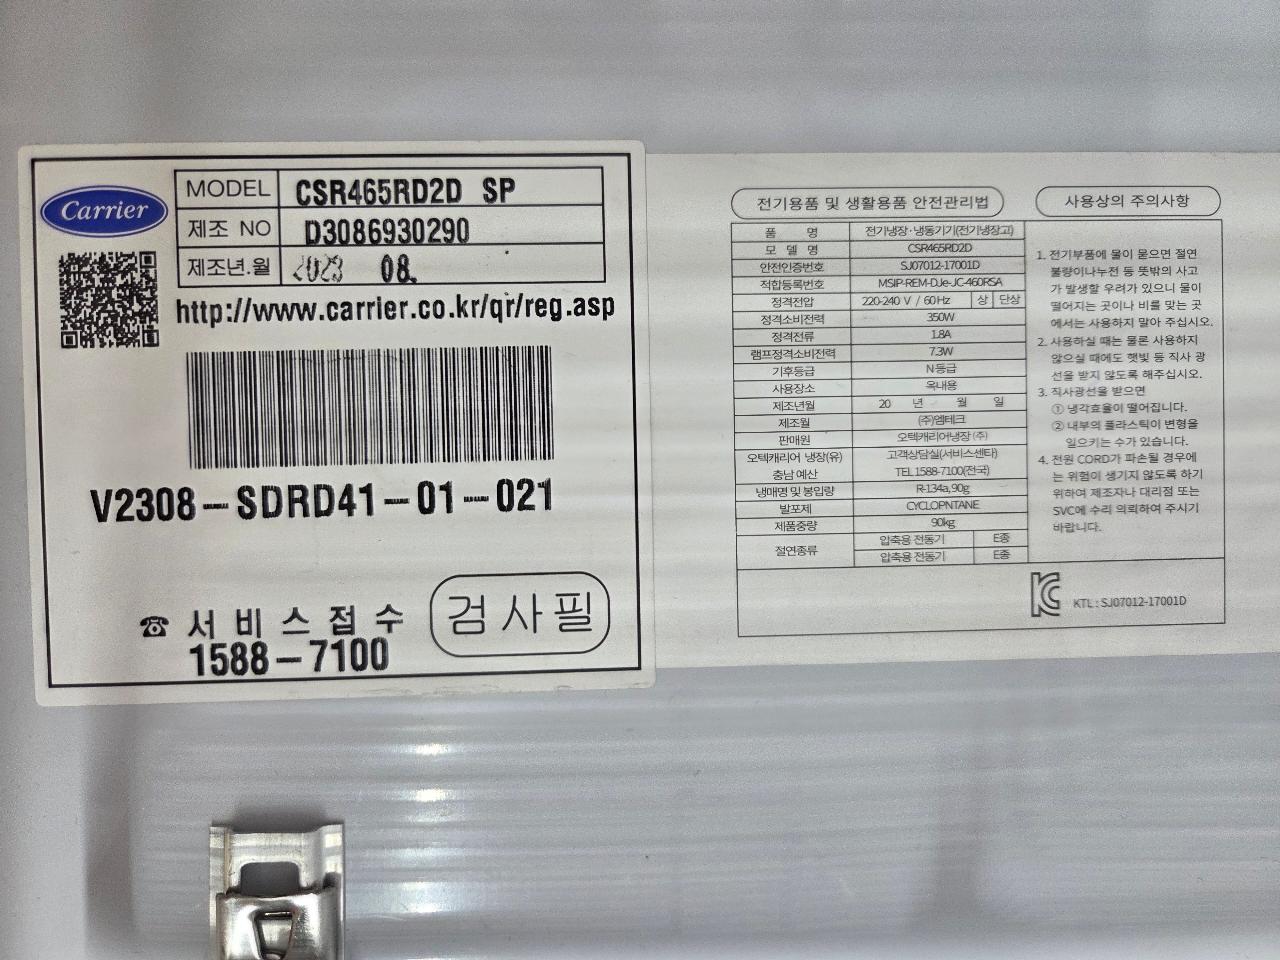 Carrier
MODEL CSR465RD2D SP
제조 NO D3086930290
제조년.월 2023 08.
http://www.carrier.co.kr/qr/reg.asp
V2308-SDRD41-01-021
서비스접수
1588-7100
검사필
전기용품 및 생활용품 안전관리법
품 명 전기냉장·냉동기기(전기냉장고)
모 델 명 CSR465RD2D
안전인증번호 SJ07012-17001D
적합등록번호 MSIP-REM-DJe-JC-460RSA
정격전압 220-240 V / 60Hz 상 단상
정격소비전력 350W
정격전류 1.8A
램프정격소비전력 7.3W
기후등급 N등급
사용장소 옥내용
제조년월 20 년 월 일
제조월 (주)엠테크
판매원 오텍캐리어냉장 (주)
오텍캐리어 냉장(유) 고객상담실(서비스센타)
충남 예산 TEL 1588-7100(전국)
냉매명 및 봉입량 R-134a, 90g
발포제 CYCLOPNTANE
제품중량 90kg
절연종류 압축용 전동기 E종
압축용 전동기 E종
사용상의 주의사항
1. 전기부품에 물이 묻으면 절연
불량이나누전 등 뜻밖의 사고
가 발생할 우려가 있으니 물이
떨어지는 곳이나 비를 맞는 곳
에서는 사용하지 말아 주십시오.
2. 사용하실 때는 물론 사용하지
않으실 때에도 햇빛 등 직사 광
선을 받지 않도록 해주십시오.
3. 직사광선을 받으면
① 냉각효율이 떨어집니다.
② 내부의 플라스틱이 변형을
일으키는 수가 있습니다.
4. 전원 CORD가 파손될 경우에
는 위험이 생기지 않도록 하기
위하여 제조자나 대리점 또는
SVC에 수리 의뢰하여 주시기
바랍니다.
KTL : SJ07012-17001D